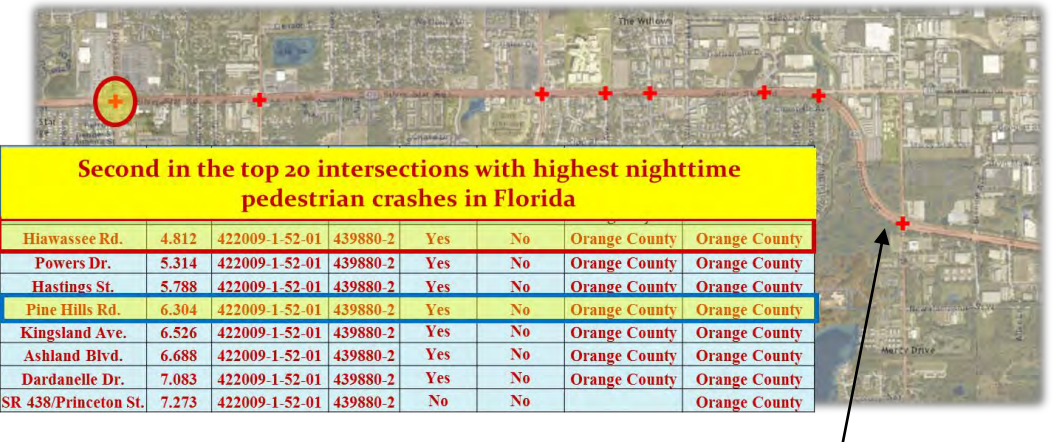 The Willows
Second in the top 20 intersections with highest nighttime
pedestrian crashes in Florida
Hiawassee Rd. 4.812 422009-1-52-01 439880-2 Yes No Orange County Orange County
Powers Dr. 5.314 422009-1-52-01 439880-2 Yes No Orange County Orange County
Hastings St. 5.788 422009-1-52-01 439880-2 Yes No Orange County Orange County
Pine Hills Rd. 6.304 422009-1-52-01 439880-2 Yes No Orange County Orange County
Kingsland Ave. 6.526 422009-1-52-01 439880-2 Yes No Orange County Orange County
Ashland Blvd. 6.688 422009-1-52-01 439880-2 Yes No Orange County Orange County
Dardanelle Dr. 7.083 422009-1-52-01 439880-2 Yes No Orange County Orange County
SR 438/Princeton St. 7.273 422009-1-52-01 439880-2 No No Orange County
Mercy Drive